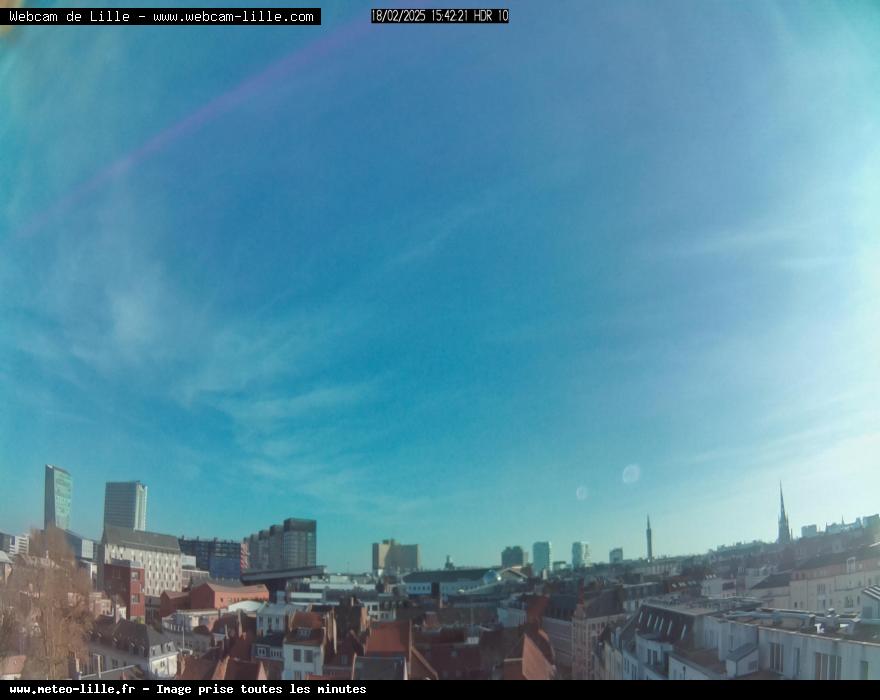 Webcam de Lille - www.webcam-lille.com
18/02/2025 15:42:21 HDR 10
www.meteo-lille.fr - Image prise toutes les minutes